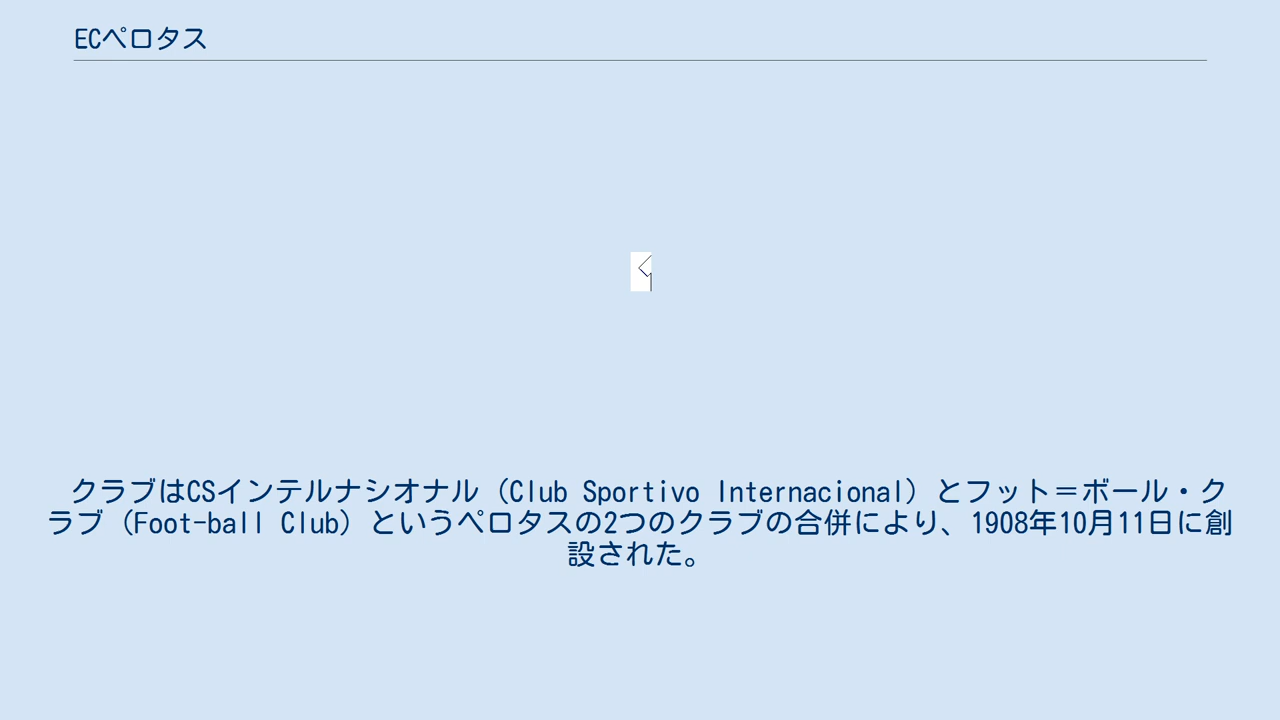 ECペロタス
クラブはCSインテルナシオナル（Club Sportivo Internacional）とフット＝ボール・ク
ラブ（Foot-ball Club）というペロタスの2つのクラブの合併により、1908年10月11日に創
設された。